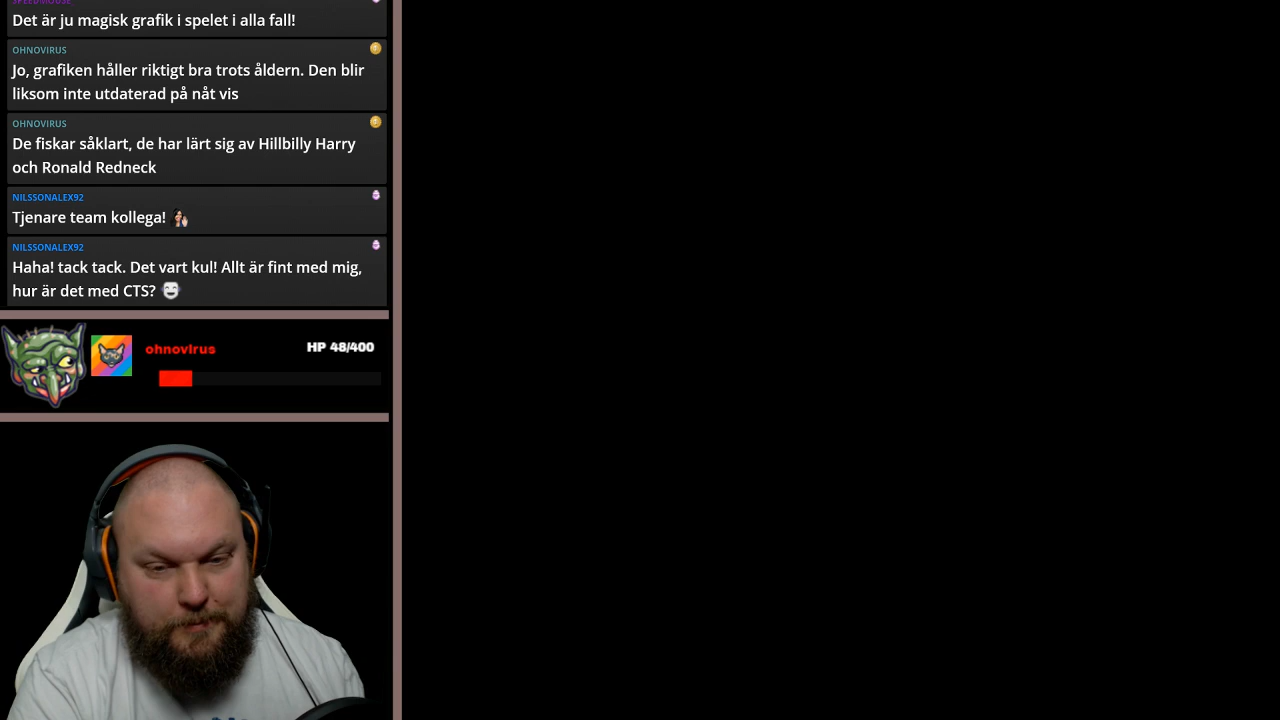 SPEEDMOUSE
Det är ju magisk grafik i spelet i alla fall!
OHNOVIRUS
Jo, grafiken håller riktigt bra trots åldern. Den blir
liksom inte utdaterad på nåt vis
OHNOVIRUS
De fiskar såklart, de har lärt sig av Hillbilly Harry
och Ronald Redneck
NILSSONALEX92
Tjenare team kollega!
NILSSONALEX92
Haha! tack tack. Det vart kul! Allt är fint med mig,
hur är det med CTS?
ohnovirus
HP 48/400